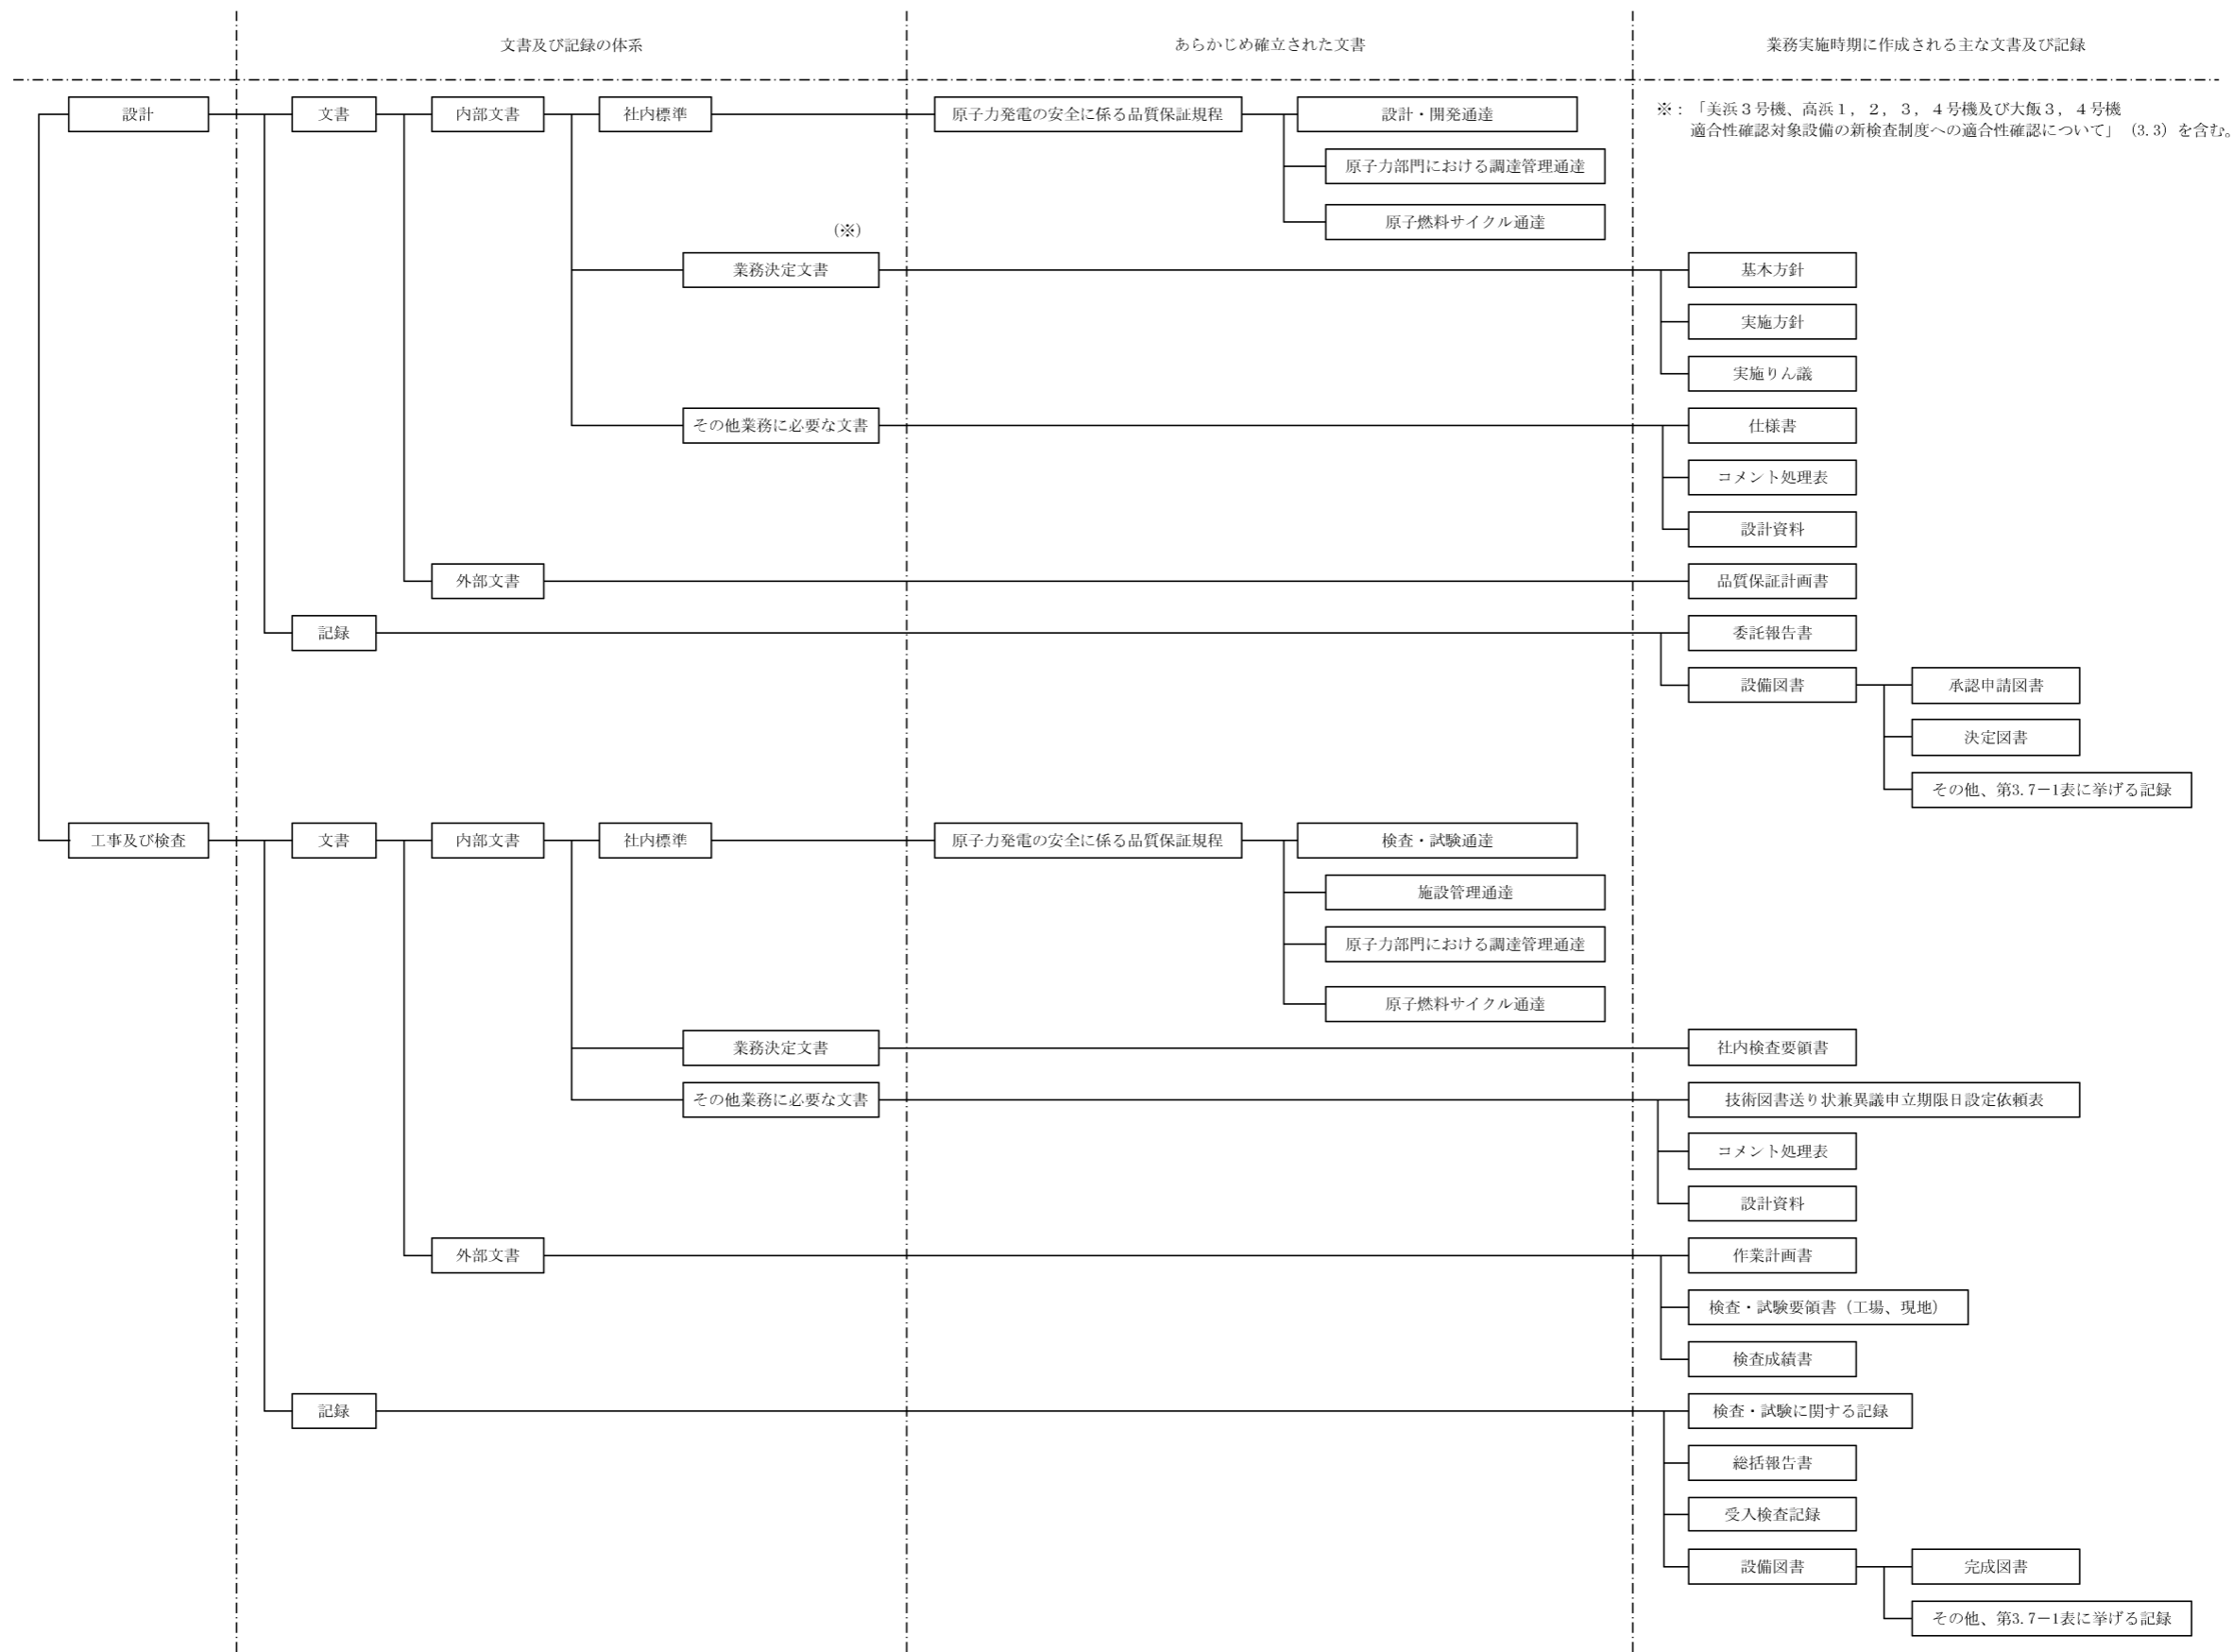 文書及び記録の体系
あらかじめ確立された文書
業務実施時期に作成される主な文書及び記録
設計
文書
内部文書
社内標準
原子力発電の安全に係る品質保証規程
設計・開発通達
※：「美浜３号機、高浜１，２，３，４号機及び大飯３，４号機
適合性確認対象設備の新検査制度への適合性確認について」（3.3）を含む。
原子力部門における調達管理通達
原子燃料サイクル通達
(※)
業務決定文書
基本方針
実施方針
実施りん議
その他業務に必要な文書
仕様書
コメント処理表
設計資料
外部文書
品質保証計画書
記録
委託報告書
設備図書
承認申請図書
決定図書
その他、第3.7－1表に挙げる記録
工事及び検査
文書
内部文書
社内標準
原子力発電の安全に係る品質保証規程
検査・試験通達
施設管理通達
原子力部門における調達管理通達
原子燃料サイクル通達
業務決定文書
社内検査要領書
その他業務に必要な文書
技術図書送り状兼異議申立期限日設定依頼表
コメント処理表
設計資料
外部文書
作業計画書
検査・試験要領書（工場、現地）
検査成績書
記録
検査・試験に関する記録
総括報告書
受入検査記録
設備図書
完成図書
その他、第3.7－1表に挙げる記録